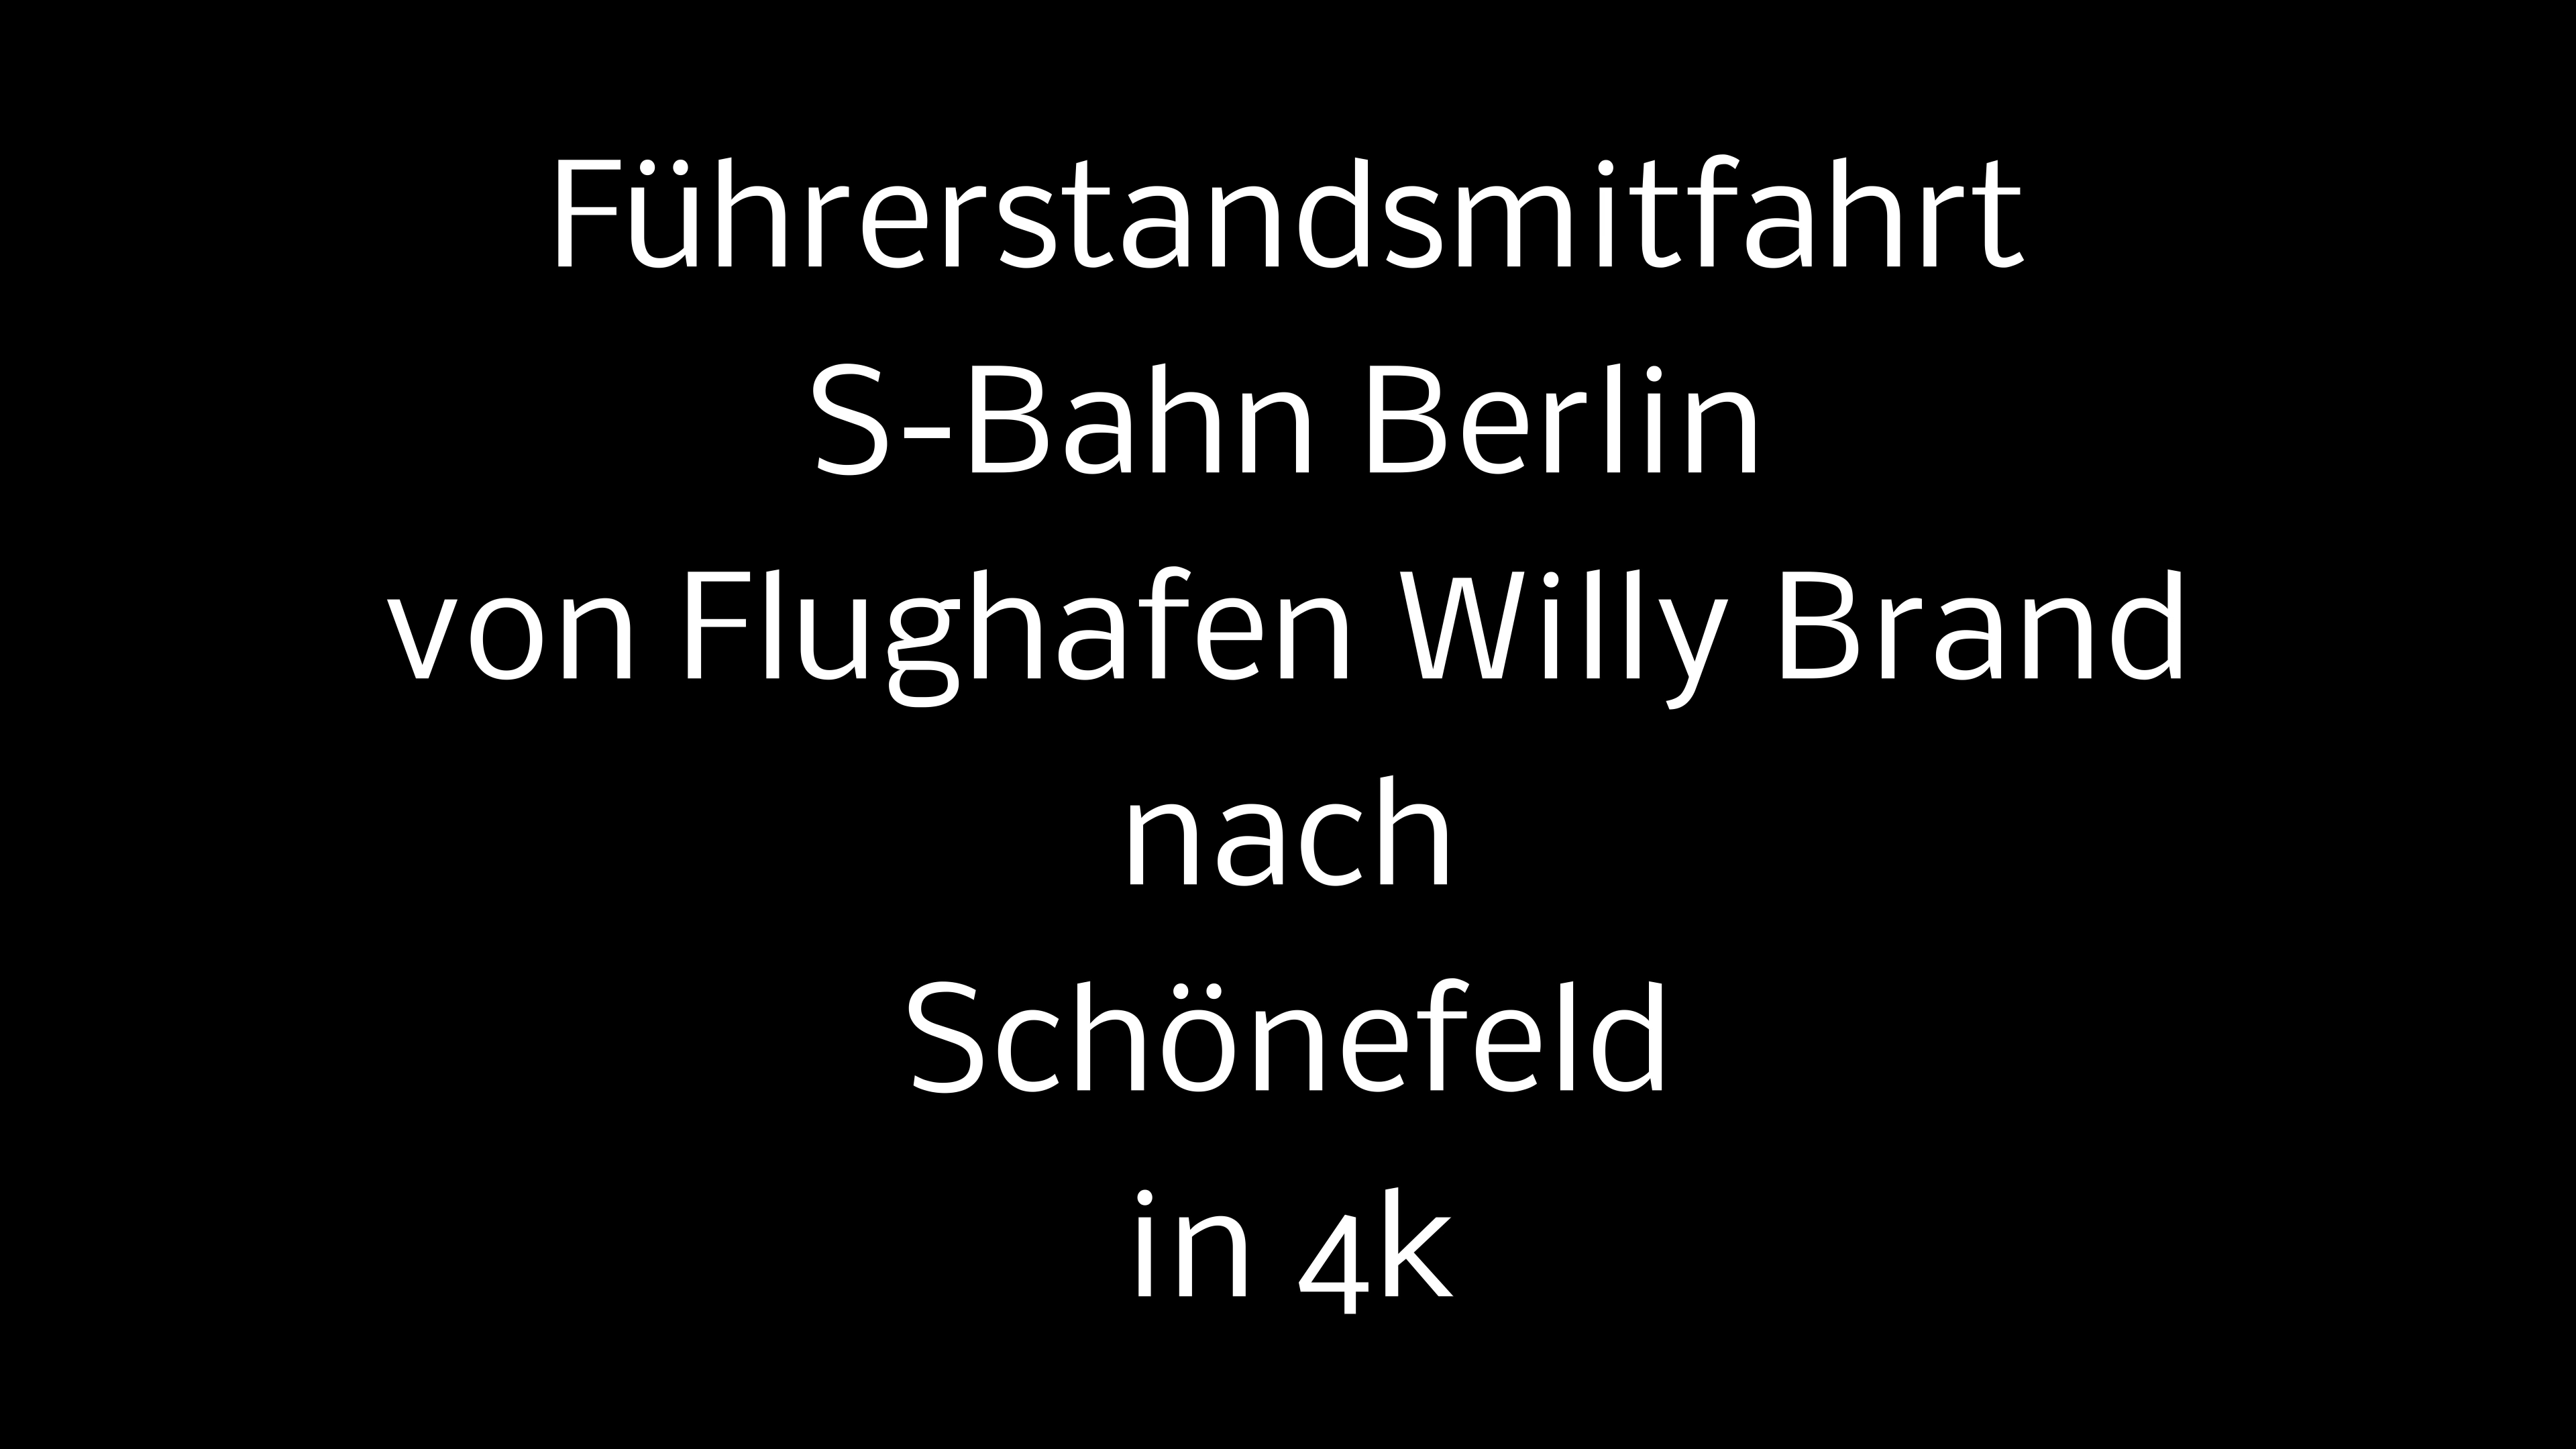 Führerstandsmitfahrt
S-Bahn Berlin
von Flughafen Willy Brand
nach
Schönefeld
in 4k